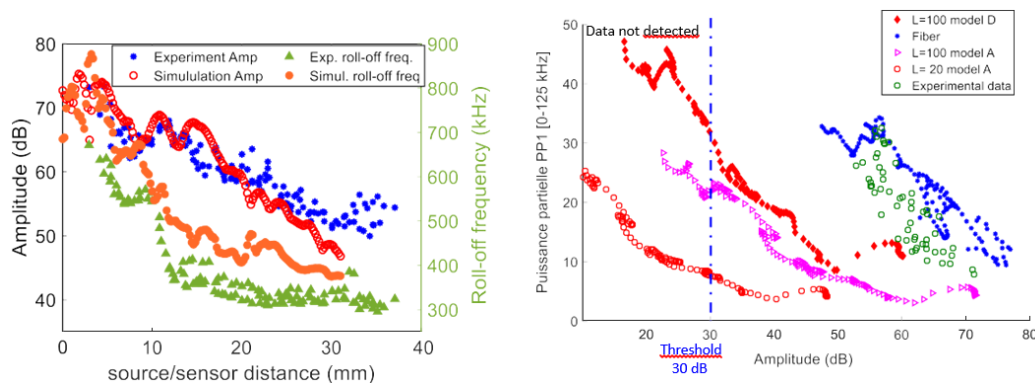 Experiment Amp
Simululation Amp
Exp. roll-off freq.
Simul. roll-off freq
Amplitude (dB)
80
70
60
50
40
0
10
20
30
40
source/sensor distance (mm)
900
800
700
600
500
400
300
Roll-off frequency (kHz)
Data not detected
L=100 model D
Fiber
L=100 model A
L= 20 model A
Experimental data
Puissance partielle PP1 [0-125 kHz]
50
40
30
20
10
0
20
30
40
50
60
70
80
Threshold
30 dB
Amplitude (dB)